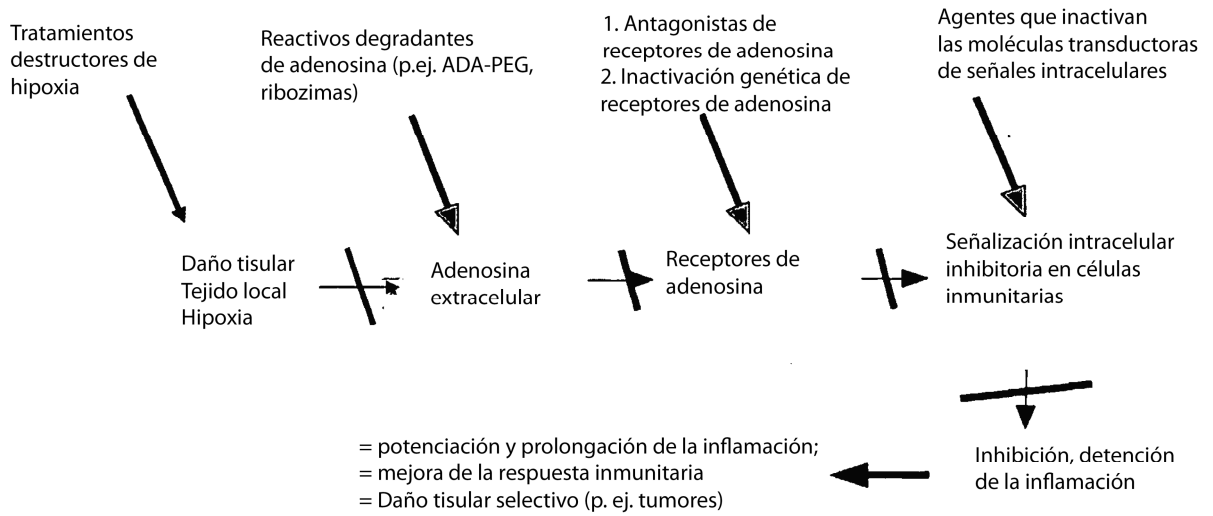 Tratamientos
destructores de
hipoxia
Reactivos degradantes
de adenosina (p.ej. ADA-PEG,
ribozimas)
1. Antagonistas de
receptores de adenosina
2. Inactivación genética de
receptores de adenosina
Agentes que inactivan
las moléculas transductoras
de señales intracelulares
Daño tisular
Tejido local
Hipoxia
Adenosina
extracelular
Receptores de
adenosina
Señalización intracelular
inhibitoria en células
inmunitarias
Inhibición, detención
de la inflamación
= potenciación y prolongación de la inflamación;
= mejora de la respuesta inmunitaria
= Daño tisular selectivo (p. ej. tumores)